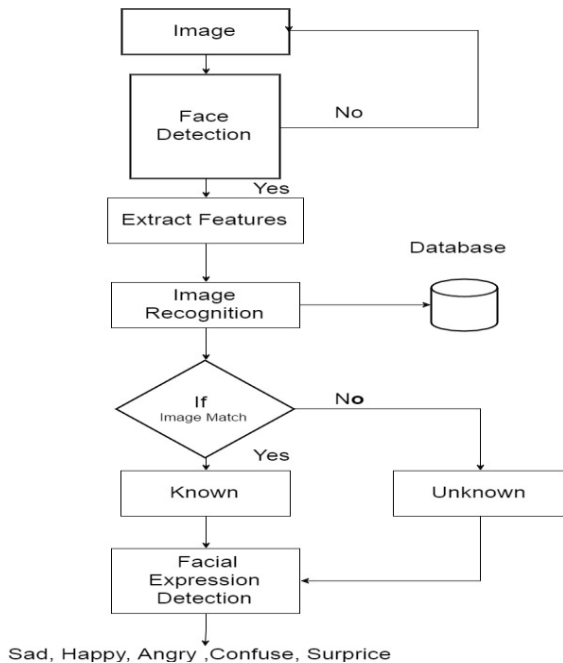 Image
Face
Detection
No
Yes
Extract Features
Database
Image
Recognition
If
Image Match
No
Yes
Known
Unknown
Facial
Expression
Detection
Sad, Happy, Angry ,Confuse, Surprice